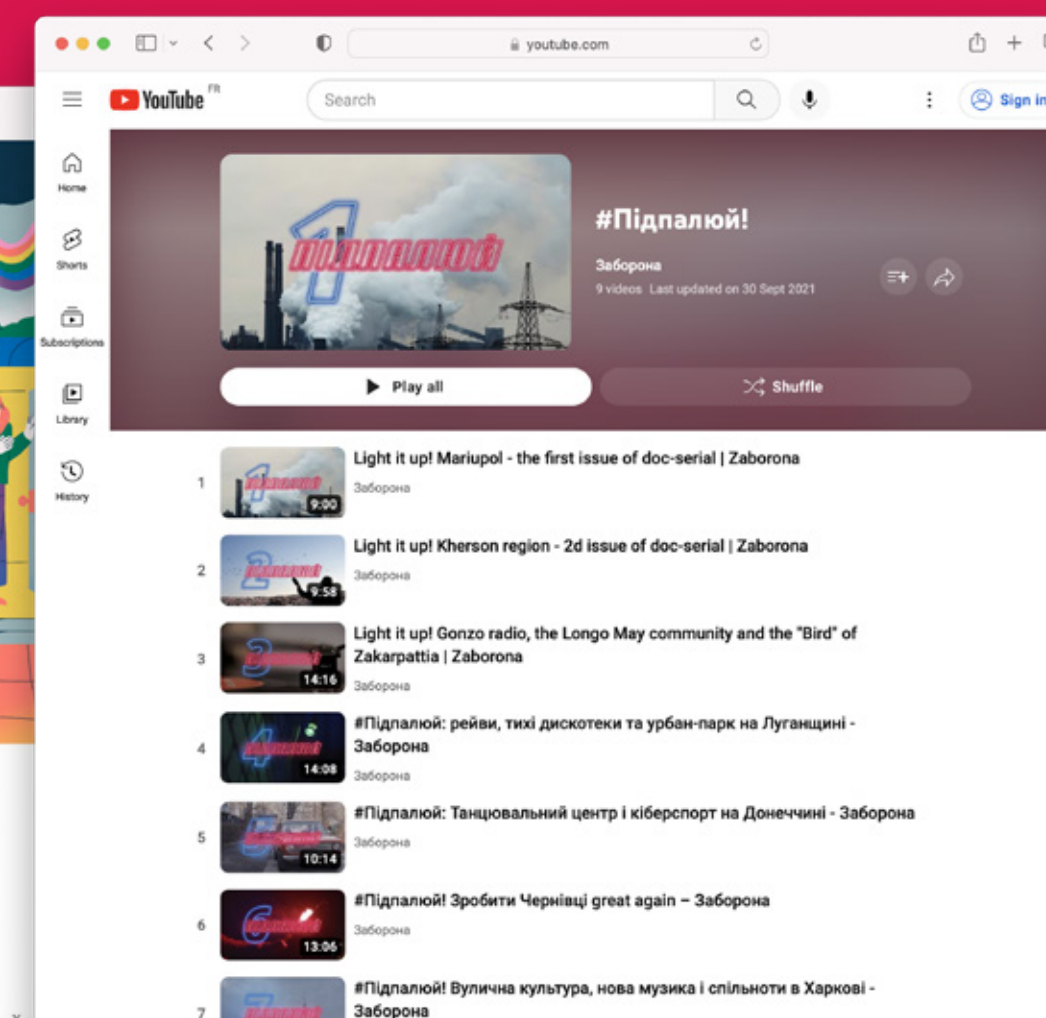 youtube.com
YouTube FR
Search
Sign in
Home
Shorts
Subscriptions
Library
History
ПІДПАЛЮЙ
1
#Підпалюй!
Заборона
9 videos Last updated on 30 Sept 2021
Play all
Shuffle
1
9:00
Light it up! Mariupol - the first issue of doc-serial | Zaborona
Заборона
2
9:58
Light it up! Kherson region - 2d issue of doc-serial | Zaborona
Заборона
3
14:16
Light it up! Gonzo radio, the Longo May community and the "Bird" of
Zakarpattia | Zaborona
Заборона
4
14:08
#Підпалюй: рейви, тихі дискотеки та урбан-парк на Луганщині -
Заборона
Заборона
5
10:14
#Підпалюй: Танцювальний центр і кіберспорт на Донеччині - Заборона
Заборона
6
13:06
#Підпалюй! Зробити Чернівці great again – Заборона
Заборона
7
#Підпалюй! Вулична культура, нова музика і спільноти в Харкові -
Заборона